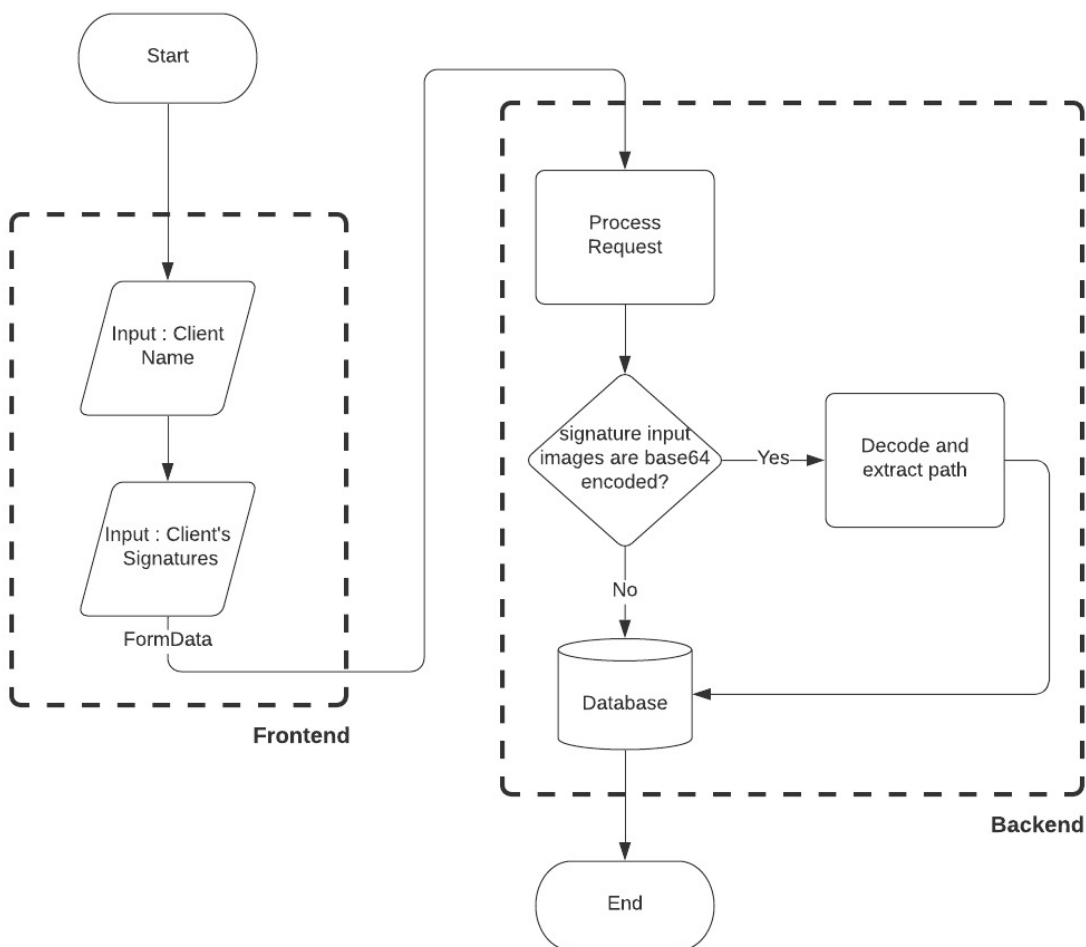 Start
Input : Client
Name
Input : Client's
Signatures
FormData
Frontend
Process
Request
signature input
images are base64
encoded?
Yes
Decode and
extract path
No
Database
Backend
End